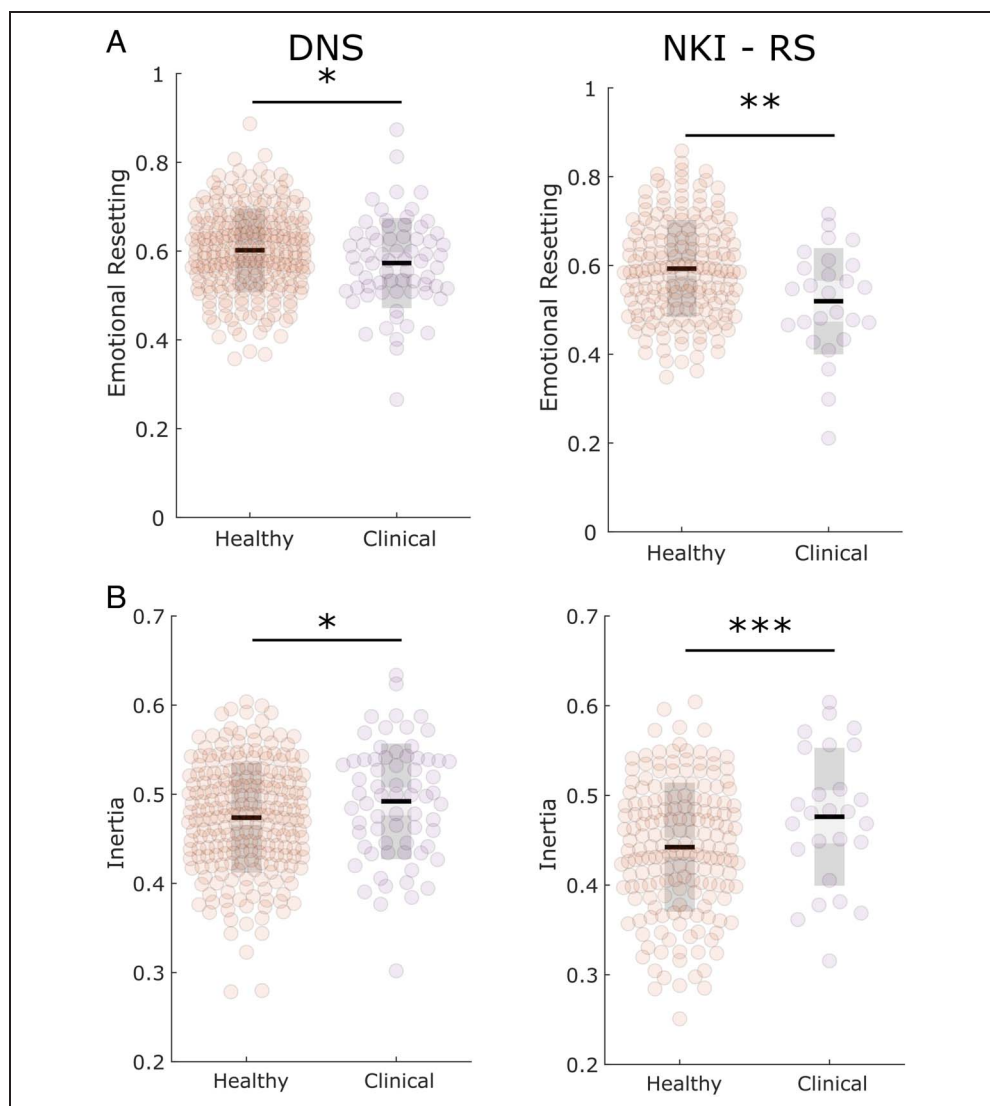 A
DNS
NKI - RS
*
**
Emotional Resetting
1
0.8
0.6
0.4
0.2
0
Healthy Clinical
Emotional Resetting
1
0.8
0.6
0.4
0.2
0
Healthy Clinical
B
*
***
Inertia
0.7
0.6
0.5
0.4
0.3
0.2
Healthy Clinical
Inertia
0.7
0.6
0.5
0.4
0.3
0.2
Healthy Clinical